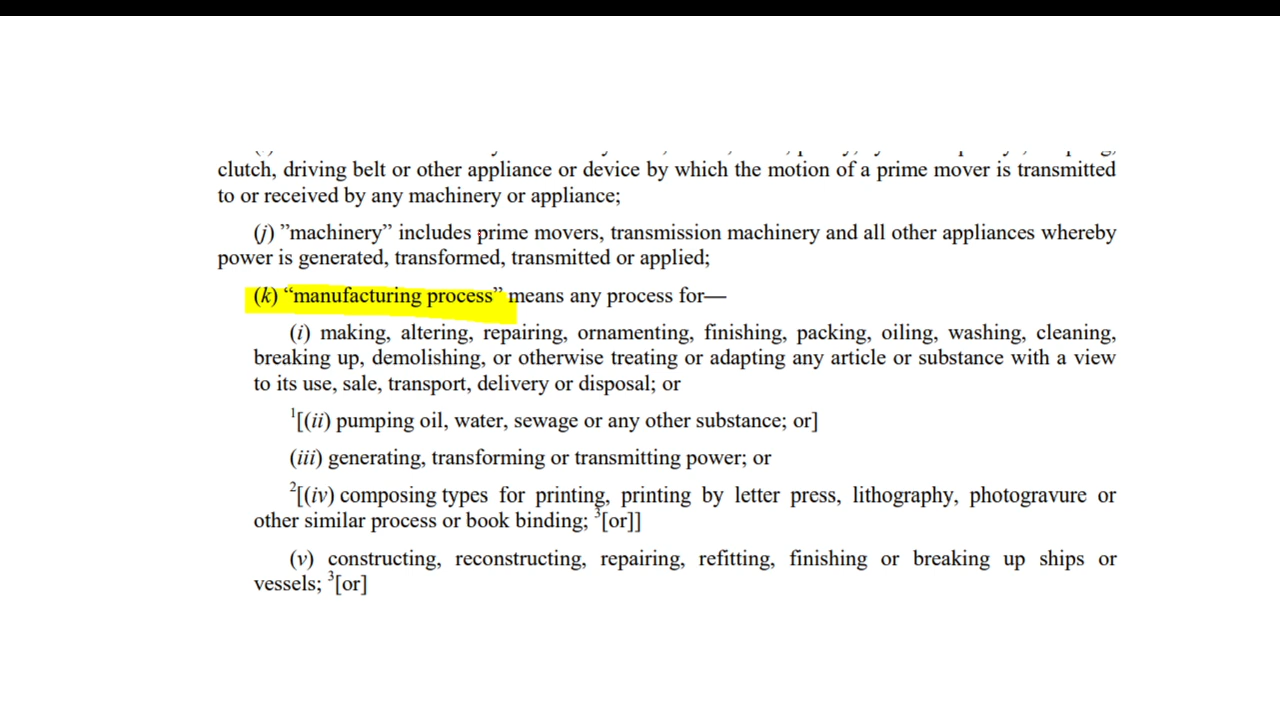 clutch, driving belt or other appliance or device by which the motion of a prime mover is transmitted
to or received by any machinery or appliance;
(j) ”machinery” includes prime movers, transmission machinery and all other appliances whereby
power is generated, transformed, transmitted or applied;
(k) “manufacturing process” means any process for—
(i) making, altering, repairing, ornamenting, finishing, packing, oiling, washing, cleaning,
breaking up, demolishing, or otherwise treating or adapting any article or substance with a view
to its use, sale, transport, delivery or disposal; or
1[(ii) pumping oil, water, sewage or any other substance; or]
(iii) generating, transforming or transmitting power; or
2[(iv) composing types for printing, printing by letter press, lithography, photogravure or
other similar process or book binding; 3[or]]
(v) constructing, reconstructing, repairing, refitting, finishing or breaking up ships or
vessels; 3[or]